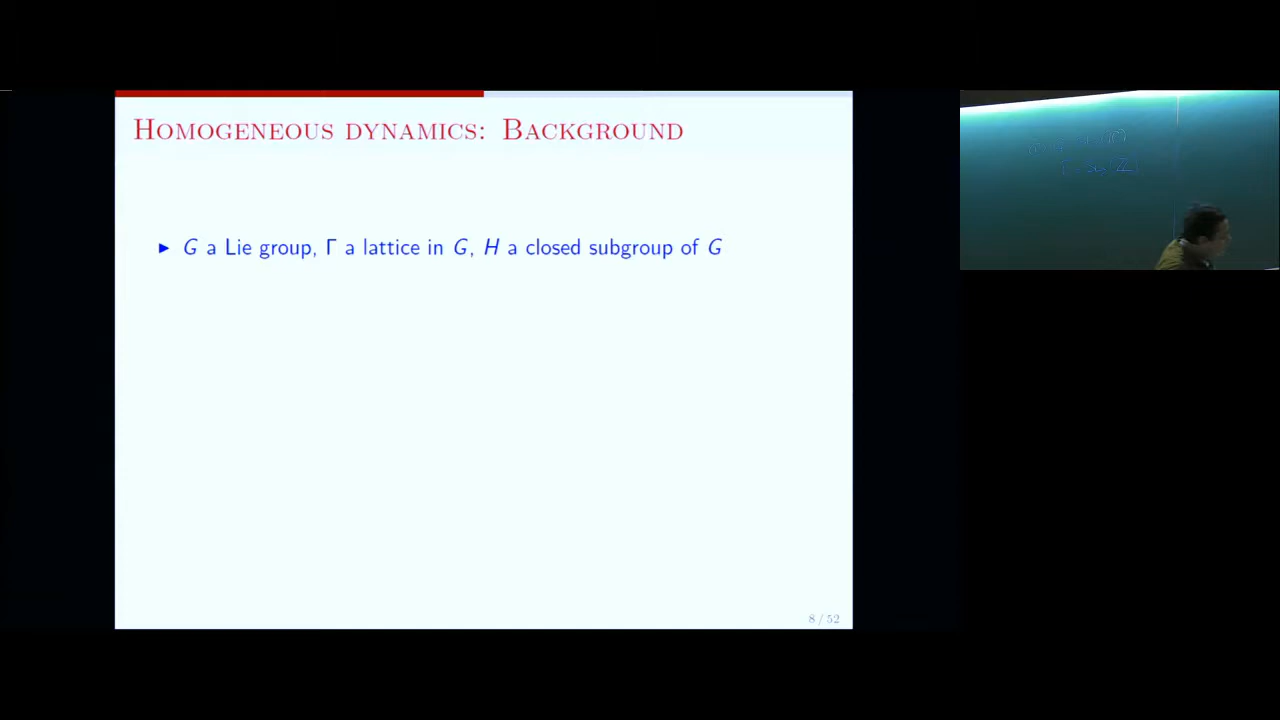 Homogeneous dynamics: Background
▶ G a Lie group, Γ a lattice in G, H a closed subgroup of G
8 / 52